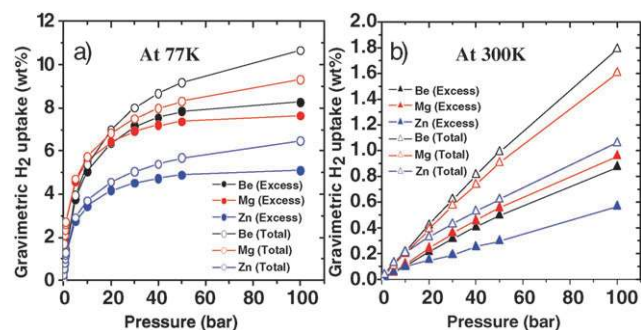 a) At 77K
Gravimetric H2 uptake (wt%)
12
10
8
6
4
2
0
Be (Excess)
Mg (Excess)
Zn (Excess)
Be (Total)
Mg (Total)
Zn (Total)
0 20 40 60 80 100
Pressure (bar)
b) At 300K
Gravimetric H2 uptake (wt%)
2.0
1.8
1.6
1.4
1.2
1.0
0.8
0.6
0.4
0.2
0.0
Be (Excess)
Mg (Excess)
Zn (Excess)
Be (Total)
Mg (Total)
Zn (Total)
0 20 40 60 80 100
Pressure (bar)